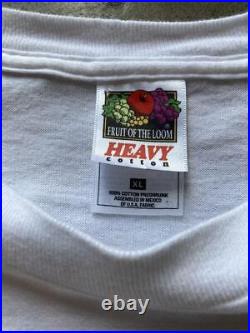 FRUIT OF THE LOOM
HEAVY
cotton
XL
100% COTTON PRESHRUNK
ASSEMBLED IN MEXICO
OF U.S.A. FABRIC